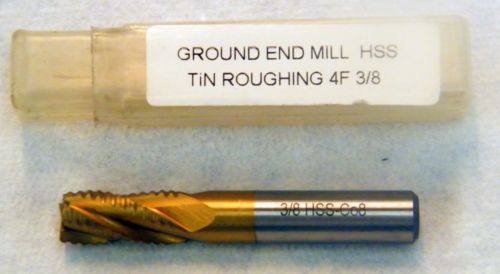 GROUND END MILL HSS
TiN ROUGHING 4F 3/8
3/8 HSS-Co8